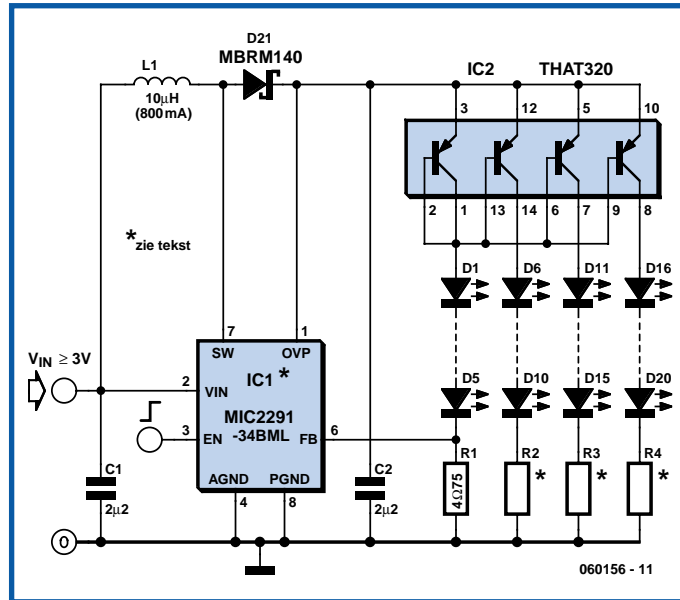 D21
MBRM140
L1
10µH
(800mA)
IC2
THAT320
3
12
5
10
2
1
13
14
6
7
9
8
*zie tekst
D1
D6
D11
D16
7
1
SW
OVP
VIN ≥ 3V
2
VIN
IC1 *
MIC2291
-34BML
3
EN
FB
6
AGND
PGND
4
8
D5
D10
D15
D20
C1
2µ2
C2
2µ2
R1
4Ω75
R2
*
R3
*
R4
*
0
060156 - 11